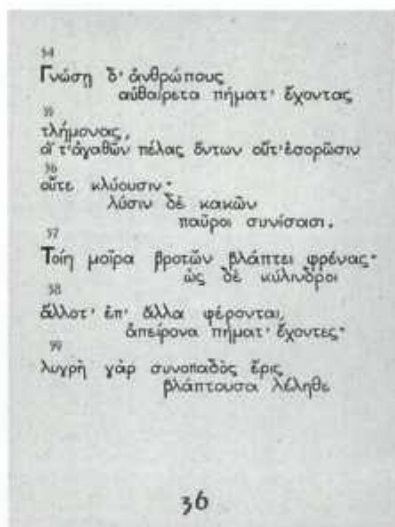 54
Γνώσῃ δ' ἀνθρώπους
αὐθαίρετα πήματ' ἔχοντας
55
τλήμονας,
οἵ τ'ἀγαθῶν πέλας ὄντων οὔτ'ἐσορῶσιν
56
οὔτε κλύουσιν·
λύσιν δὲ κακῶν
παῦροι συνίσασι.
57
Τοίη μοῖρα βροτῶν βλάπτει φρένας·
ὡς δὲ κύλινδροι
58
ἄλλοτ' ἐπ' ἄλλα φέρονται,
ἀπείρονα πήματ' ἔχοντες·
59
λυγρὴ γὰρ συνοπαδὸς ἔρις
βλάπτουσα λέληθε
36